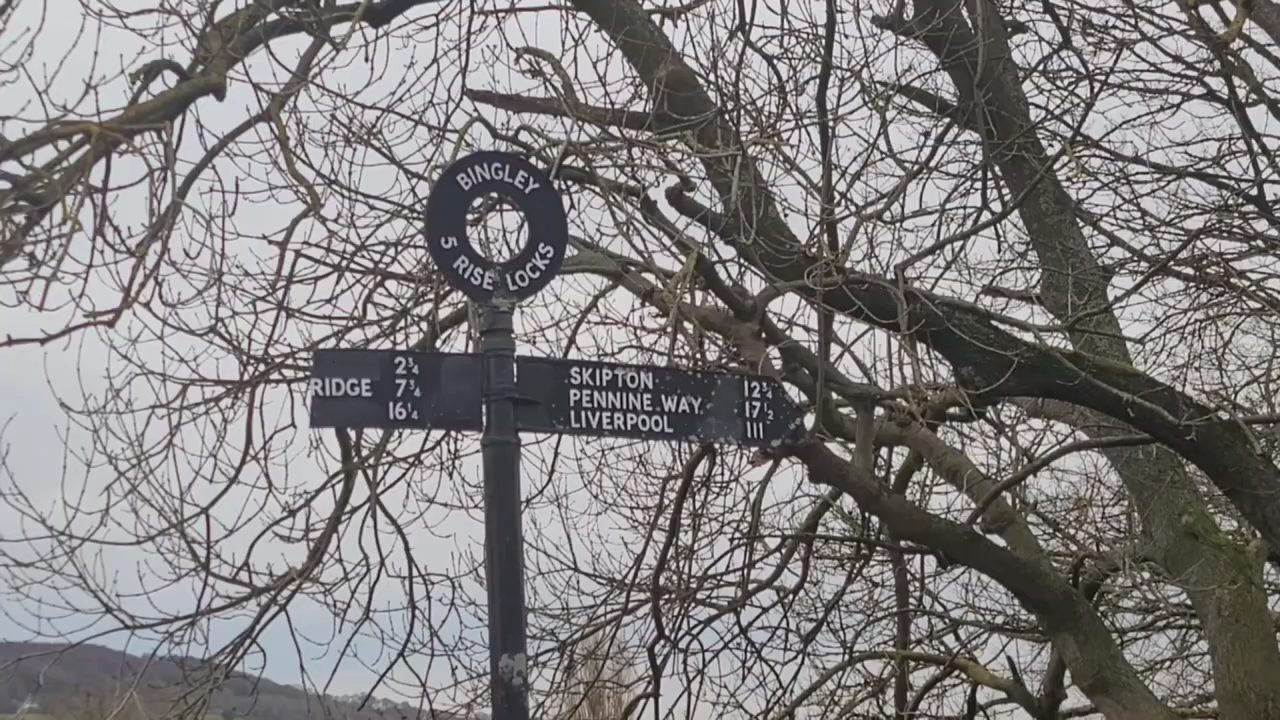 BINGLEY
5 RISE LOCKS
2¾
RIDGE 7¾
16¼
SKIPTON 12¾
PENNINE WAY 17½
LIVERPOOL 111